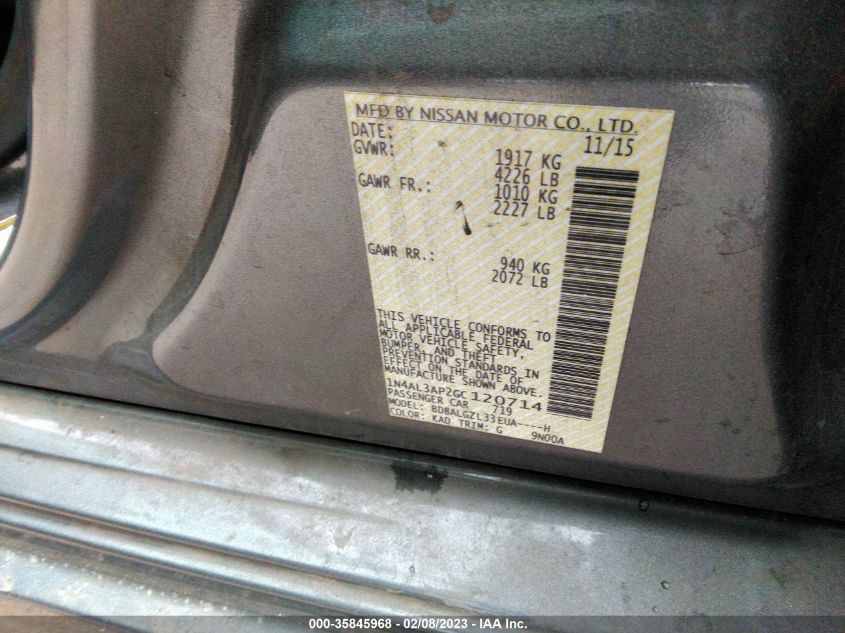 MFD BY NISSAN MOTOR CO., LTD.
DATE: 11/15
GVWR: 1917 KG
4226 LB
GAWR FR.: 1010 KG
2227 LB
GAWR RR.: 940 KG
2072 LB
THIS VEHICLE CONFORMS TO
ALL APPLICABLE FEDERAL
MOTOR VEHICLE SAFETY,
BUMPER, AND THEFT
PREVENTION STANDARDS IN
EFFECT ON THE DATE OF
MANUFACTURE SHOWN ABOVE.
1N4AL3AP2GC120714
PASSENGER CAR 719
MODEL: BDBALGZL33EUA----H
COLOR: KAD TRIM: G 9N00A
000-35845968 - 02/08/2023 - IAA Inc.